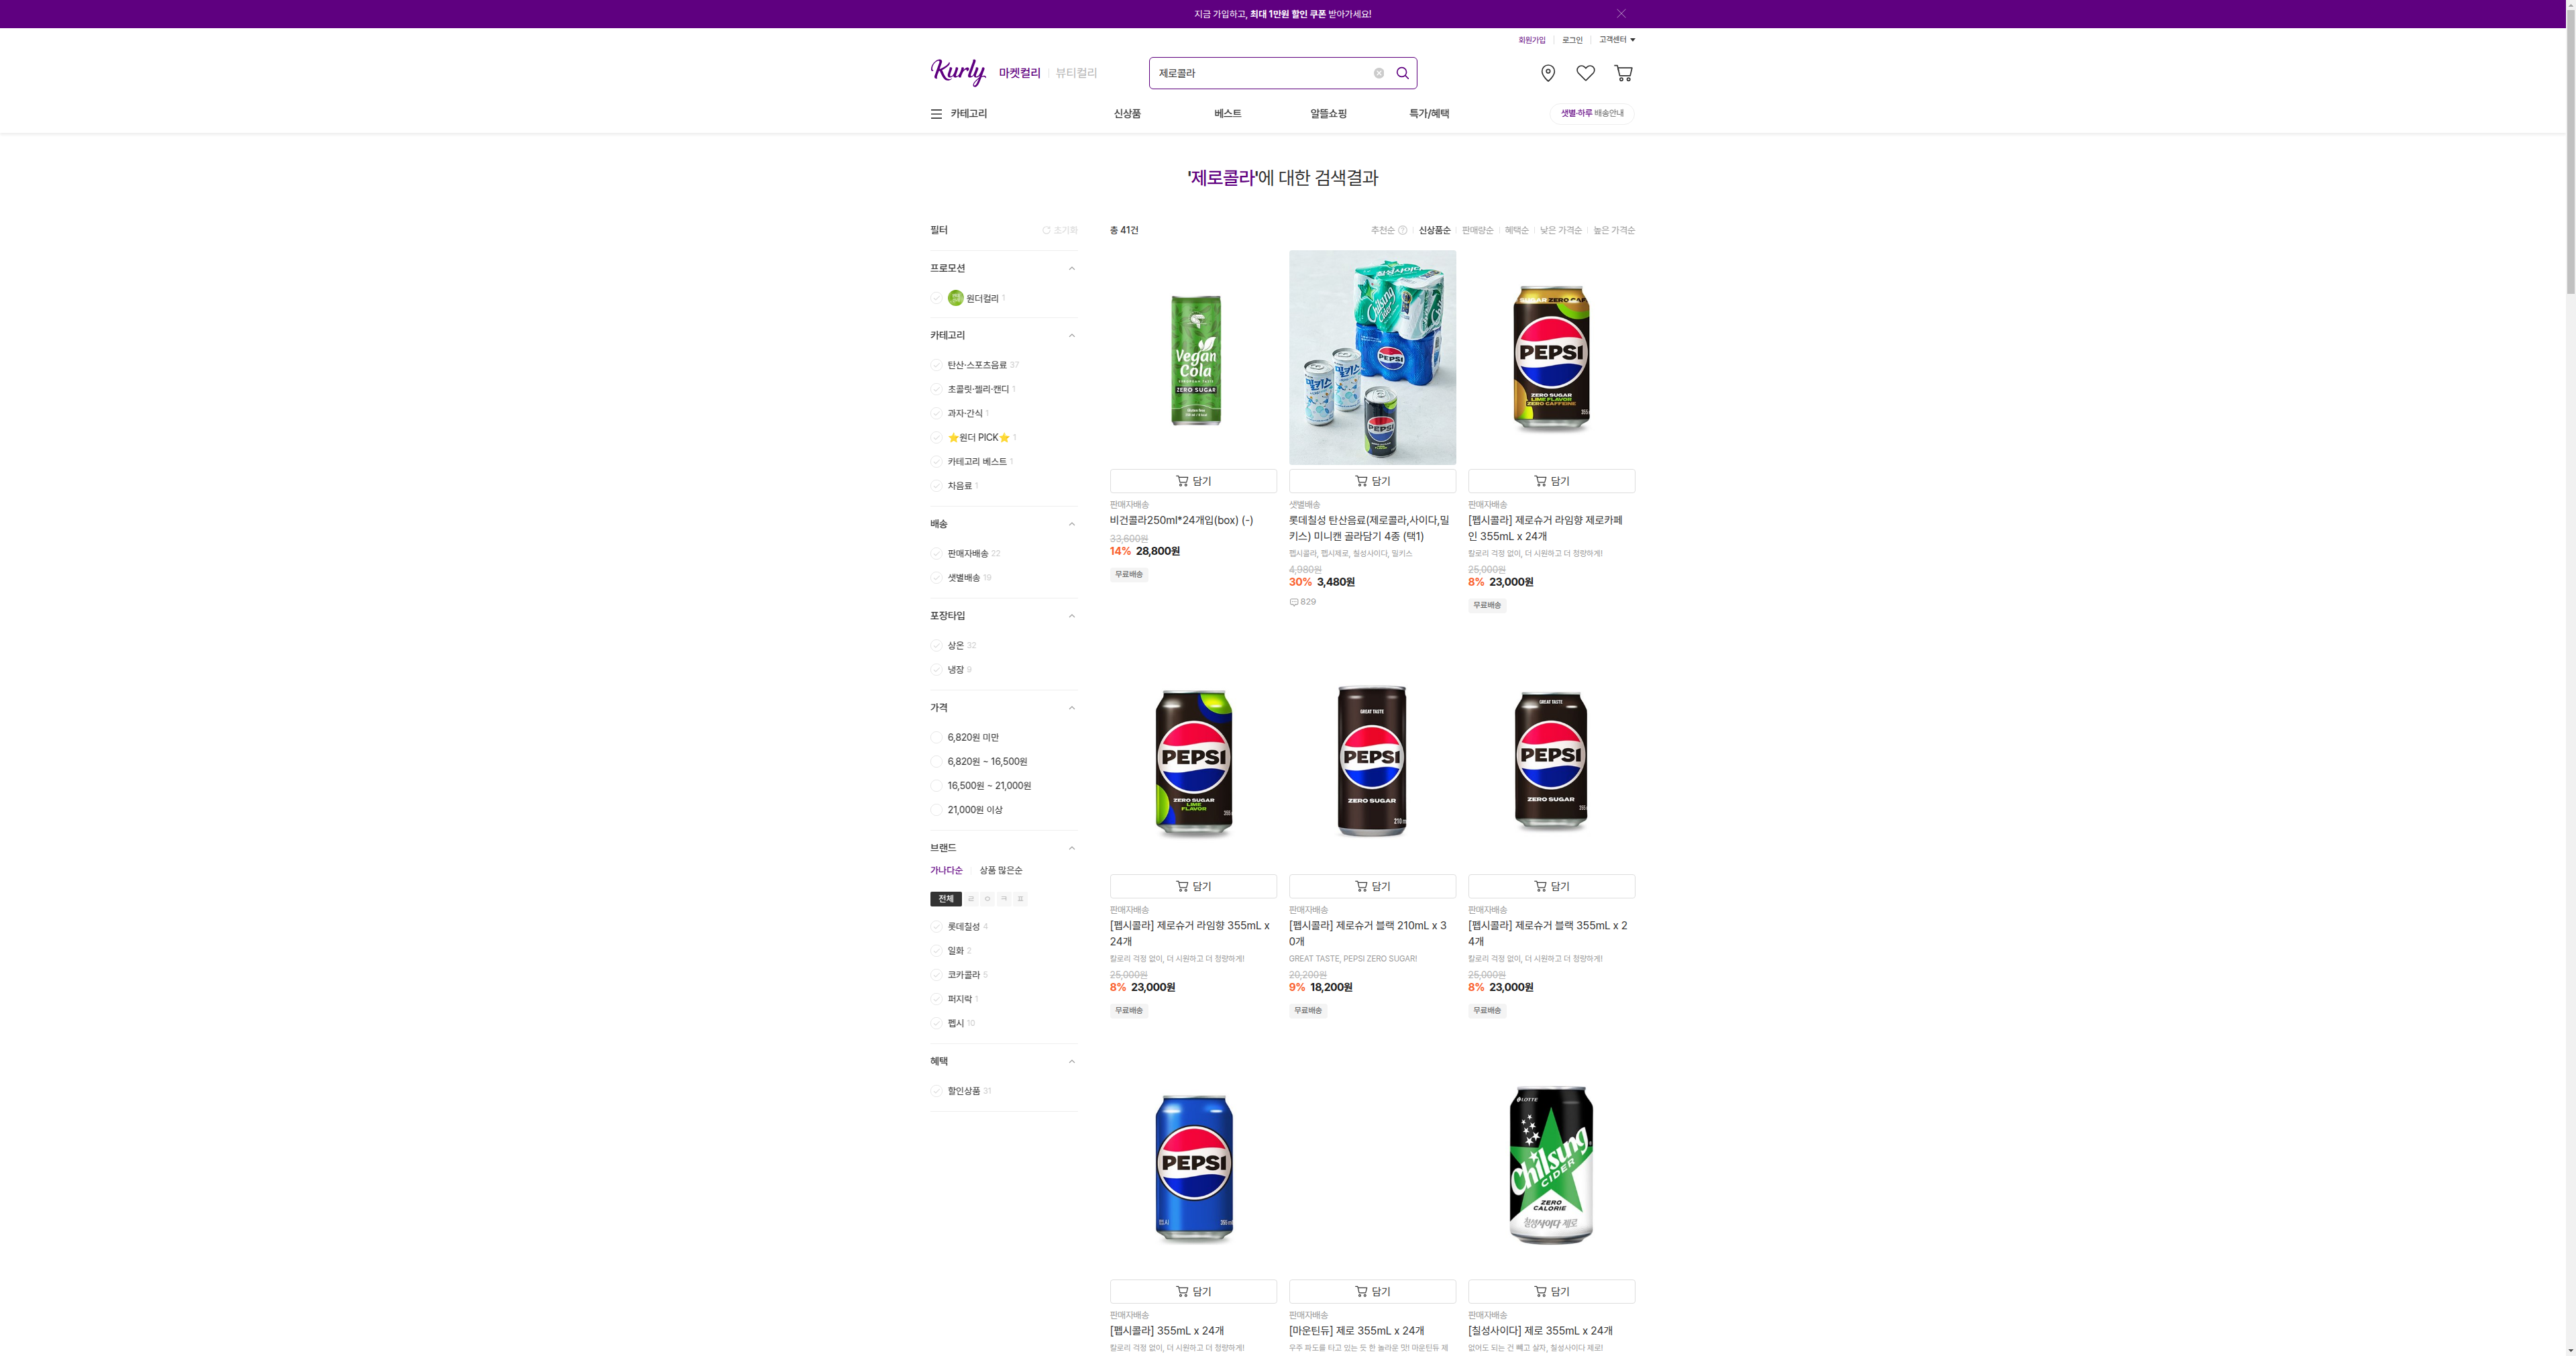 지금 가입하고, 최대 1만원 할인 쿠폰 받아가세요!
회원가입 로그인 고객센터
Kurly 마켓컬리 뷰티컬리 제로콜라
카테고리 신상품 베스트 알뜰쇼핑 특가/혜택 샛별·하루 배송안내
'제로콜라'에 대한 검색결과
필터 초기화
프로모션
원더컬리 1
카테고리
탄산·스포츠음료 37
초콜릿·젤리·캔디 1
과자·간식 1
⭐원더 PICK⭐ 1
카테고리 베스트 1
차음료 1
배송
판매자배송 22
샛별배송 19
포장타입
상온 32
냉장 9
가격
6,820원 미만
6,820원 ~ 16,500원
16,500원 ~ 21,000원
21,000원 이상
브랜드
가나다순 상품 많은순
전체 ㄹ ㅇ ㅋ ㅍ
롯데칠성 4
일화 2
코카콜라 5
퍼지락 1
펩시 10
혜택
할인상품 31
총 41건 추천순 신상품순 판매량순 혜택순 낮은 가격순 높은 가격순
Vegan
Cola
ZERO SUGAR
담기
판매자배송
비건콜라250ml*24개입(box) (-)
33,600원
14% 28,800원
무료배송
칠성사이다
Chilsung
Cider
PEPSI
밀키스
밀키스
PEPSI
담기
샛별배송
롯데칠성 탄산음료(제로콜라,사이다,밀
키스) 미니캔 골라담기 4종 (택1)
펩시콜라, 펩시제로, 칠성사이다, 밀키스
4,980원
30% 3,480원
829
PEPSI
ZERO SUGAR
LIME FLAVOR
ZERO CAFFEINE
담기
판매자배송
[펩시콜라] 제로슈거 라임향 제로카페
인 355mL x 24개
칼로리 걱정 없이, 더 시원하고 더 청량하게!
25,000원
8% 23,000원
무료배송
PEPSI
ZERO SUGAR
LIME
FLAVOR
담기
판매자배송
[펩시콜라] 제로슈거 라임향 355mL x
24개
칼로리 걱정 없이, 더 시원하고 더 청량하게!
25,000원
8% 23,000원
무료배송
GREAT TASTE
PEPSI
ZERO SUGAR
담기
판매자배송
[펩시콜라] 제로슈거 블랙 210mL x 3
0개
GREAT TASTE, PEPSI ZERO SUGAR!
20,200원
9% 18,200원
무료배송
GREAT TASTE
PEPSI
ZERO SUGAR
담기
판매자배송
[펩시콜라] 제로슈거 블랙 355mL x 2
4개
칼로리 걱정 없이, 더 시원하고 더 청량하게!
25,000원
8% 23,000원
무료배송
PEPSI
펩시
담기
판매자배송
[펩시콜라] 355mL x 24개
칼로리 걱정 없이, 더 시원하고 더 청량하게!
담기
판매자배송
[마운틴듀] 제로 355mL x 24개
우주 파도를 타고 있는 듯 한 놀라운 맛! 마운틴듀 제
LOTTE
Chilsung
CIDER
ZERO
CALORIE
칠성사이다 제로
담기
판매자배송
[칠성사이다] 제로 355mL x 24개
없어도 되는 건 빼고 살자, 칠성사이다 제로!